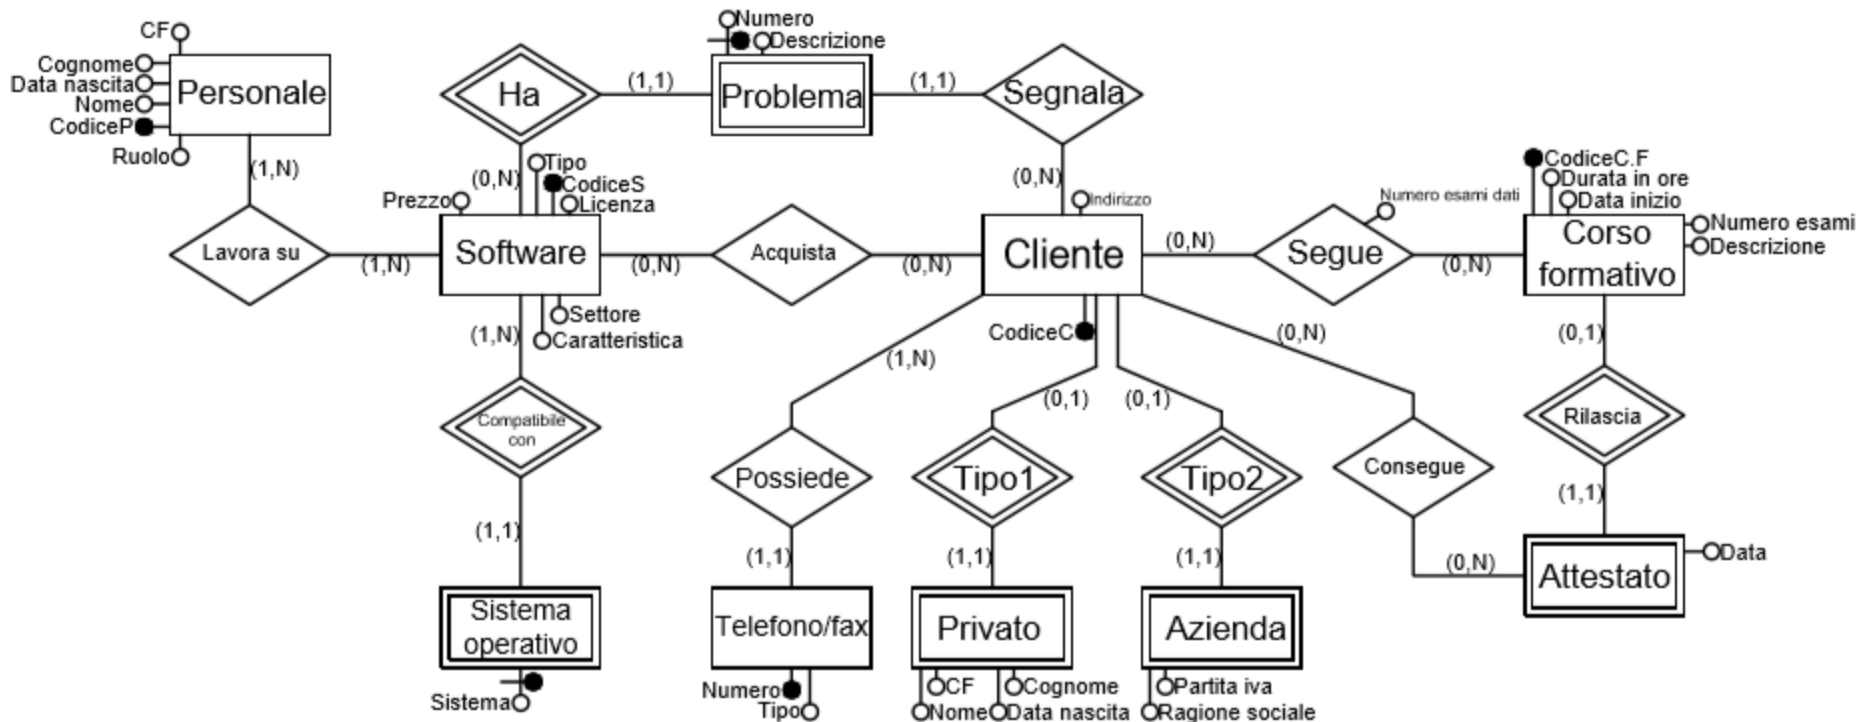 CF
Cognome
Data nascita
Nome
CodiceP
Ruolo
Personale
(1,N)
Lavora su
(1,N)
Ha
(1,1)
(0,N)
Numero
Descrizione
Problema
(1,1)
Segnala
(0,N)
Prezzo
Tipo
CodiceS
Licenza
Software
Settore
Caratteristica
(0,N)
Acquista
(0,N)
Indirizzo
Cliente
CodiceC
(0,N)
Numero esami dati
Segue
(0,N)
CodiceC.F
Durata in ore
Data inizio
Numero esami
Descrizione
Corso
formativo
(1,N)
Compatibile
con
(1,1)
Sistema
operativo
Sistema
(1,N)
Possiede
(1,1)
Telefono/fax
Numero
Tipo
(0,1)
Tipo1
(1,1)
Privato
CF
Cognome
Nome
Data nascita
(0,1)
Tipo2
(1,1)
Azienda
Partita iva
Ragione sociale
(0,N)
Consegue
(0,N)
(0,1)
Rilascia
(1,1)
Attestato
Data